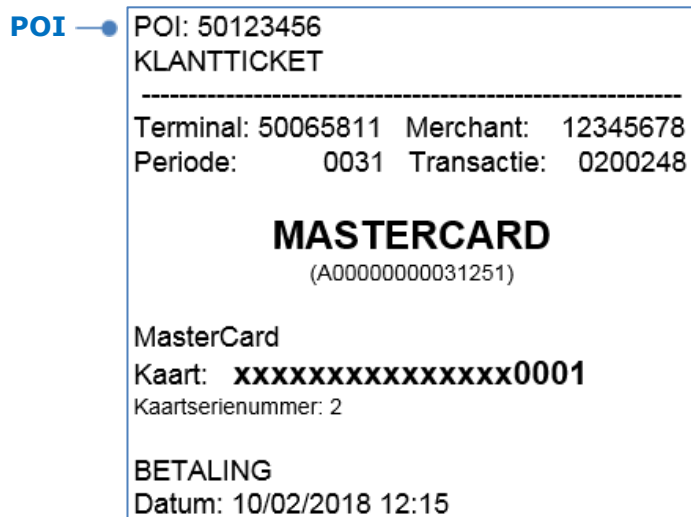 POI
POI: 50123456
KLANTTICKET
------------------------------------------------------------
Terminal: 50065811 Merchant: 12345678
Periode: 0031 Transactie: 0200248
MASTERCARD
(A00000000031251)
MasterCard
Kaart: xxxxxxxxxxxxxxx0001
Kaartserienummer: 2
BETALING
Datum: 10/02/2018 12:15